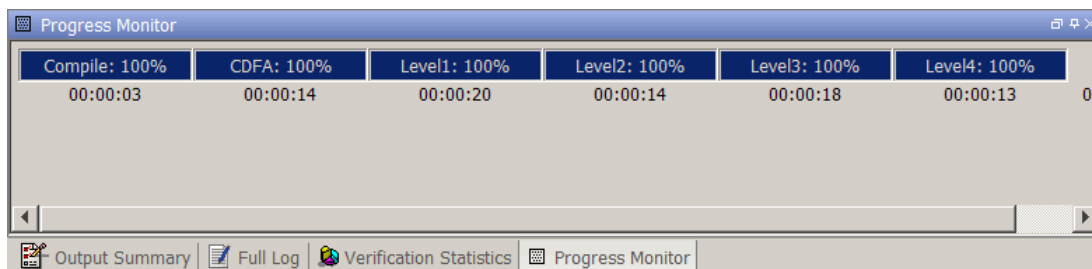 Progress Monitor
Compile: 100% CDFA: 100% Level1: 100% Level2: 100% Level3: 100% Level4: 100%
00:00:03 00:00:14 00:00:20 00:00:14 00:00:18 00:00:13 0
Output Summary Full Log Verification Statistics Progress Monitor